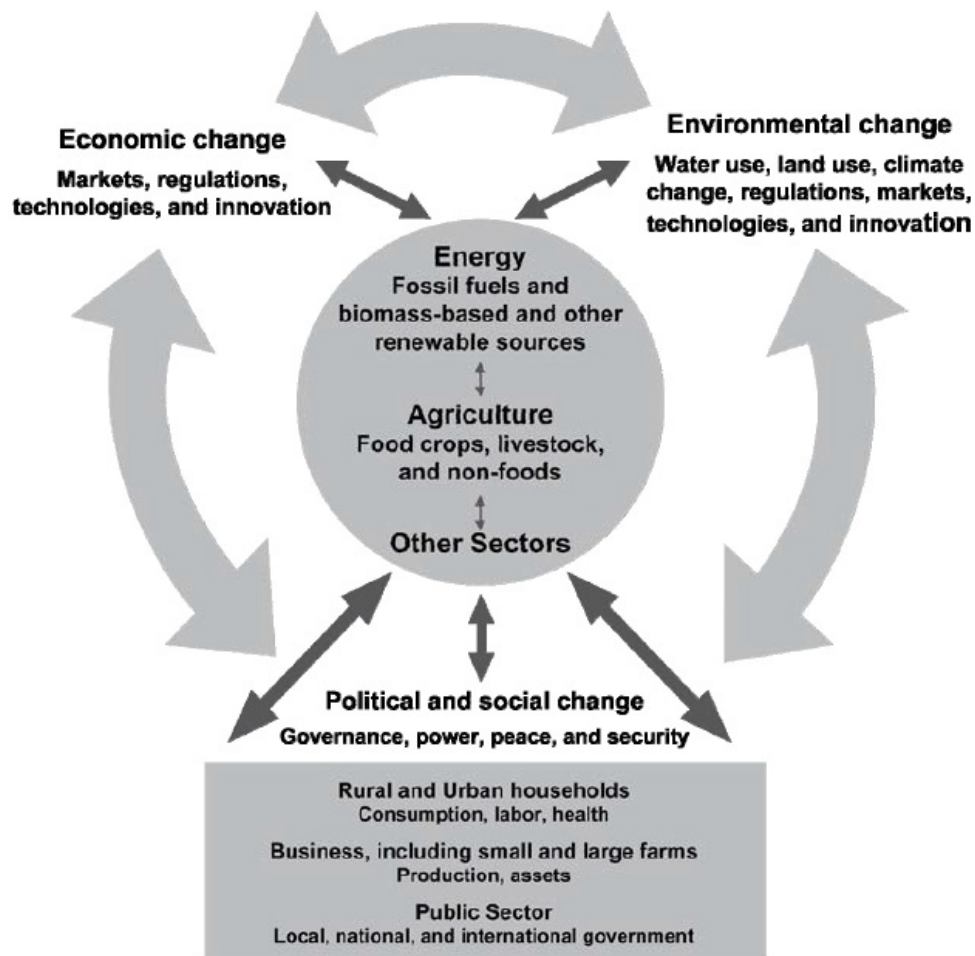 Economic change
Markets, regulations,
technologies, and innovation
Environmental change
Water use, land use, climate
change, regulations, markets,
technologies, and innovation
Energy
Fossil fuels and
biomass-based and other
renewable sources
Agriculture
Food crops, livestock,
and non-foods
Other Sectors
Political and social change
Governance, power, peace, and security
Rural and Urban households
Consumption, labor, health
Business, including small and large farms
Production, assets
Public Sector
Local, national, and international government